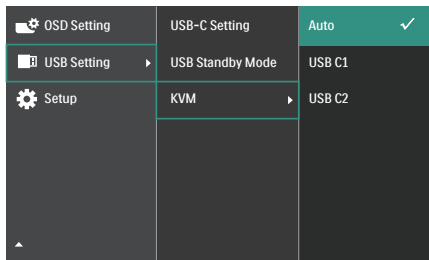 OSD Setting
USB Setting
Setup
USB-C Setting
USB Standby Mode
KVM
Auto
USB C1
USB C2